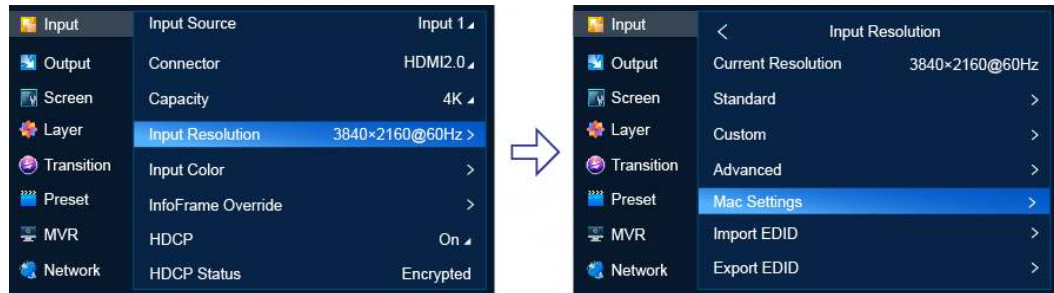 Input
Output
Screen
Layer
Transition
Preset
MVR
Network
Input Source Input 1
Connector HDMI2.0
Capacity 4K
Input Resolution 3840×2160@60Hz >
Input Color >
InfoFrame Override >
HDCP On
HDCP Status Encrypted
Input
Output
Screen
Layer
Transition
Preset
MVR
Network
< Input Resolution
Current Resolution 3840×2160@60Hz
Standard >
Custom >
Advanced >
Mac Settings >
Import EDID >
Export EDID >